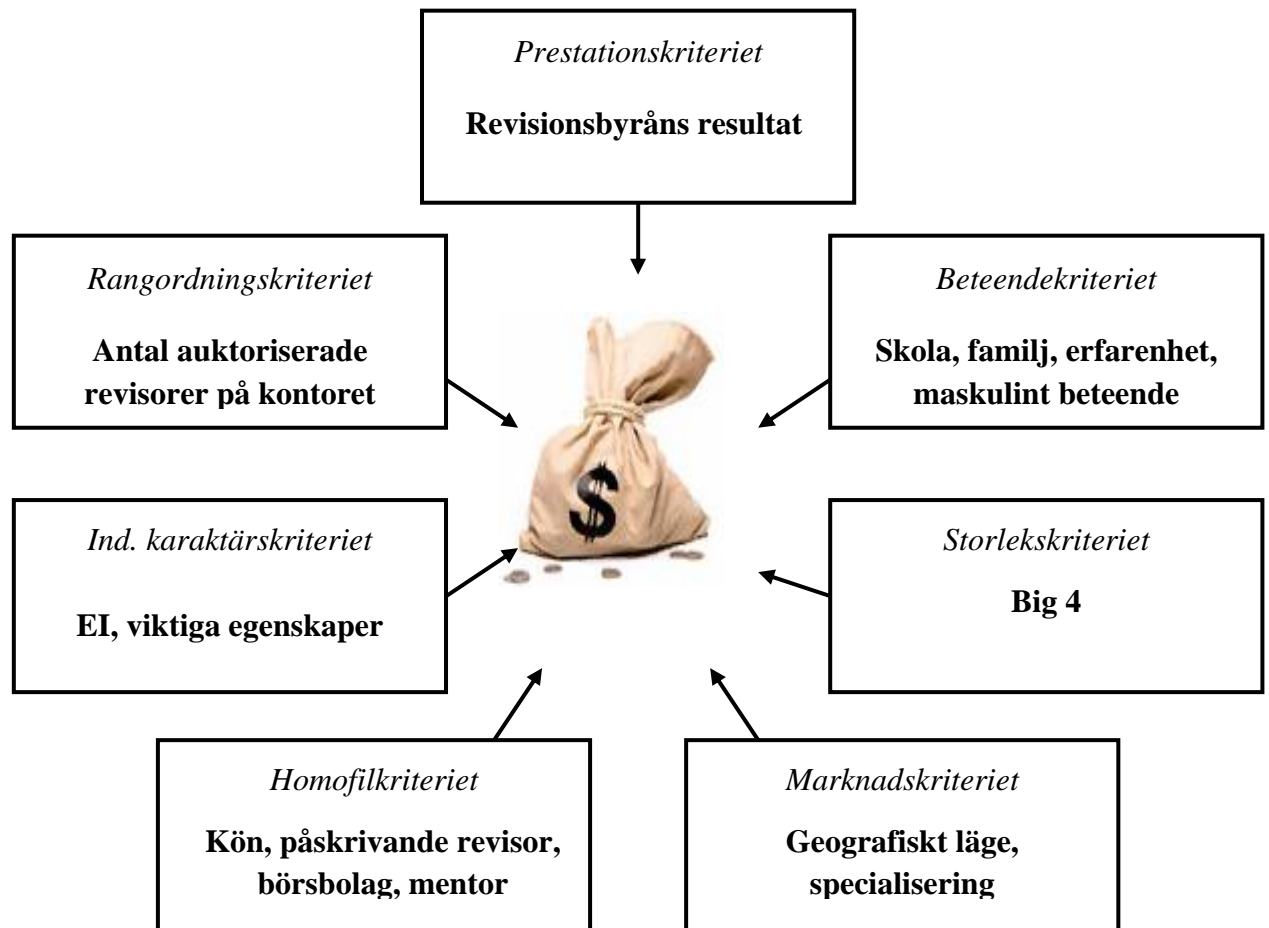 Prestationskriteriet
Revisionsbyråns resultat
Rangordningskriteriet
Antal auktoriserade
revisorer på kontoret
Beteendekriteriet
Skola, familj, erfarenhet,
maskulint beteende
$
Ind. karaktärskriteriet
EI, viktiga egenskaper
Storlekskriteriet
Big 4
Homofilkriteriet
Kön, påskrivande revisor,
börsbolag, mentor
Marknadskriteriet
Geografiskt läge,
specialisering